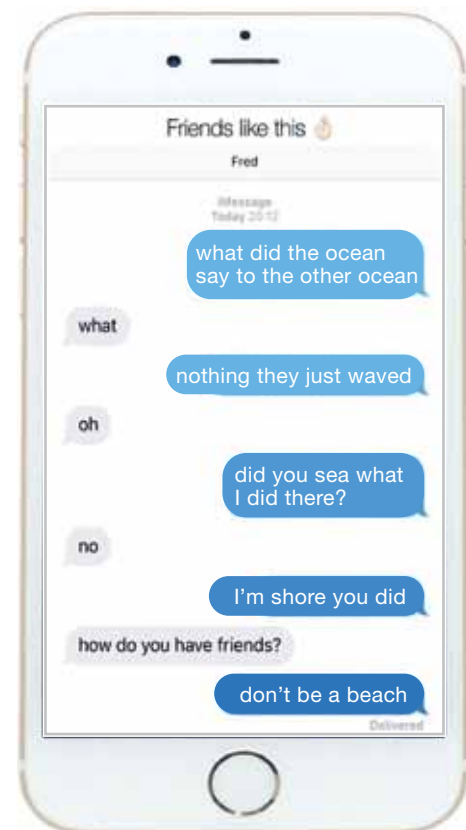 Friends like this 👌🏻
Fred
iMessage
Today 20:12
what did the ocean
say to the other ocean
what
nothing they just waved
oh
did you sea what
I did there?
no
I'm shore you did
how do you have friends?
don't be a beach
Delivered